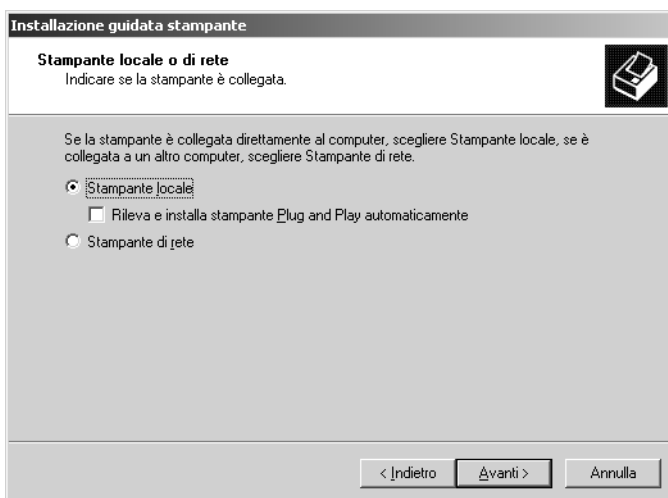 Installazione guidata stampante
Stampante locale o di rete
Indicare se la stampante è collegata.
Se la stampante è collegata direttamente al computer, scegliere Stampante locale, se è
collegata a un altro computer, scegliere Stampante di rete.
Stampante locale
Rileva e installa stampante Plug and Play automaticamente
Stampante di rete
< Indietro Avanti > Annulla